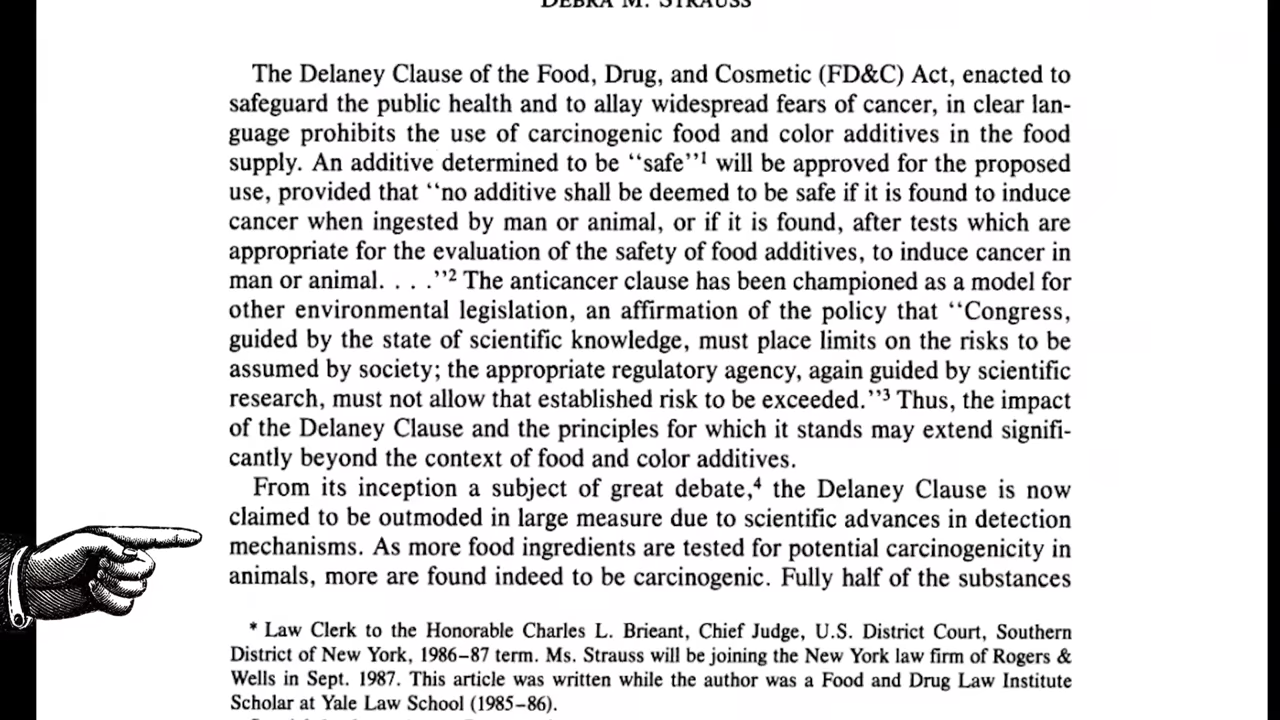 DEBRA M. STRAUSS
The Delaney Clause of the Food, Drug, and Cosmetic (FD&C) Act, enacted to
safeguard the public health and to allay widespread fears of cancer, in clear lan-
guage prohibits the use of carcinogenic food and color additives in the food
supply. An additive determined to be “safe”¹ will be approved for the proposed
use, provided that “no additive shall be deemed to be safe if it is found to induce
cancer when ingested by man or animal, or if it is found, after tests which are
appropriate for the evaluation of the safety of food additives, to induce cancer in
man or animal. . . .”² The anticancer clause has been championed as a model for
other environmental legislation, an affirmation of the policy that “Congress,
guided by the state of scientific knowledge, must place limits on the risks to be
assumed by society; the appropriate regulatory agency, again guided by scientific
research, must not allow that established risk to be exceeded.”³ Thus, the impact
of the Delaney Clause and the principles for which it stands may extend signifi-
cantly beyond the context of food and color additives.
From its inception a subject of great debate,⁴ the Delaney Clause is now
claimed to be outmoded in large measure due to scientific advances in detection
mechanisms. As more food ingredients are tested for potential carcinogenicity in
animals, more are found indeed to be carcinogenic. Fully half of the substances
* Law Clerk to the Honorable Charles L. Brieant, Chief Judge, U.S. District Court, Southern
District of New York, 1986–87 term. Ms. Strauss will be joining the New York law firm of Rogers &
Wells in Sept. 1987. This article was written while the author was a Food and Drug Law Institute
Scholar at Yale Law School (1985–86).